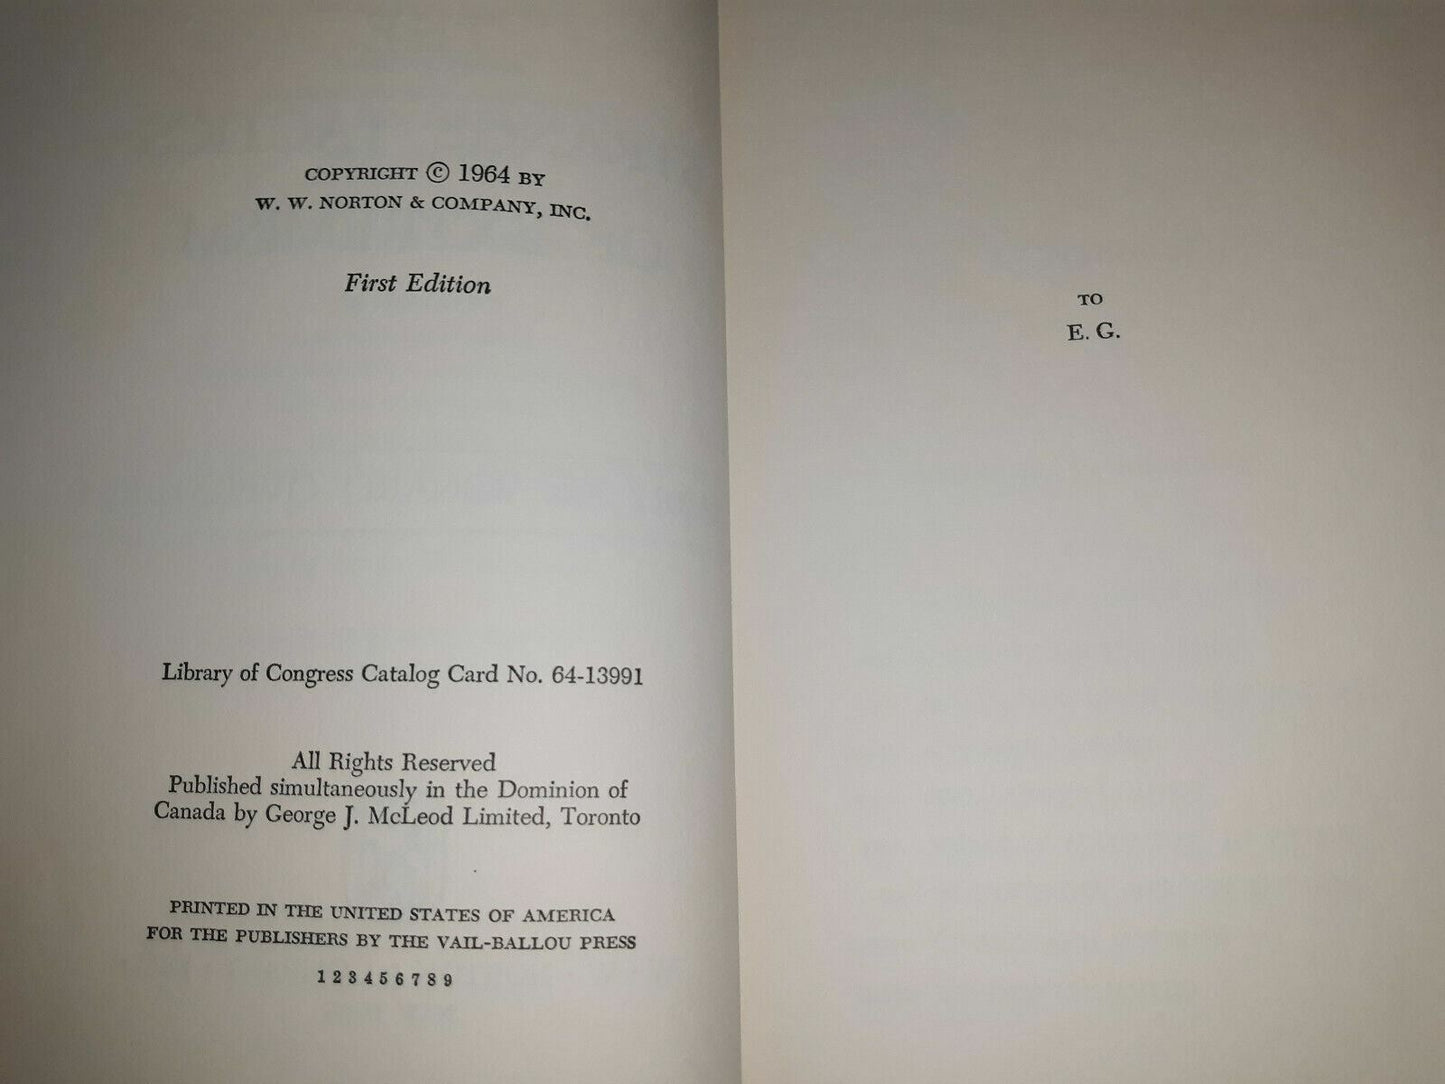 COPYRIGHT © 1964 BY
W. W. NORTON & COMPANY, INC.
First Edition
Library of Congress Catalog Card No. 64-13991
All Rights Reserved
Published simultaneously in the Dominion of
Canada by George J. McLeod Limited, Toronto
PRINTED IN THE UNITED STATES OF AMERICA
FOR THE PUBLISHERS BY THE VAIL-BALLOU PRESS
1 2 3 4 5 6 7 8 9
TO
E. G.